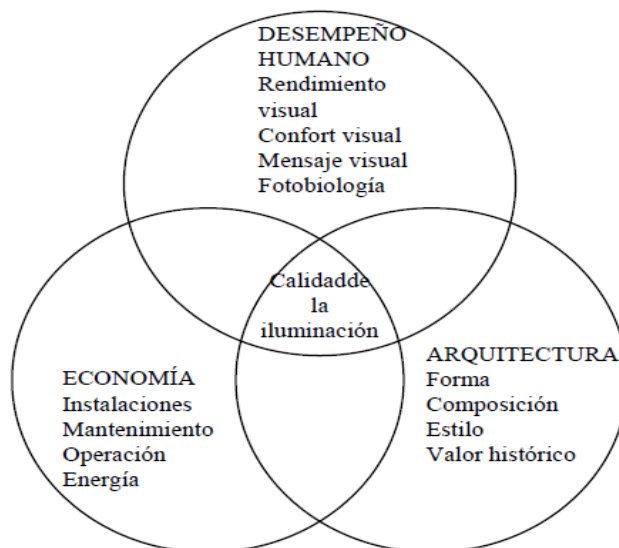 DESEMPEÑO
HUMANO
Rendimiento
visual
Confort visual
Mensaje visual
Fotobiología
Calidadde
la
iluminación
ECONOMÍA
Instalaciones
Mantenimiento
Operación
Energía
ARQUITECTURA
Forma
Composición
Estilo
Valor histórico